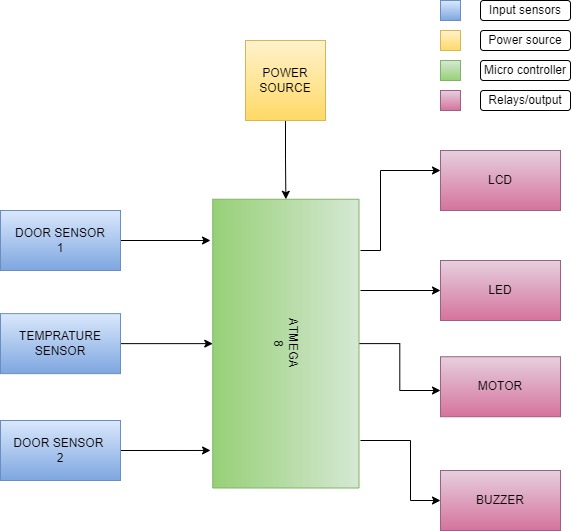 Input sensors
Power source
Micro controller
Relays/output
POWER
SOURCE
LCD
DOOR SENSOR
1
LED
TEMPRATURE
SENSOR
ATMEGA
8
MOTOR
DOOR SENSOR
2
BUZZER